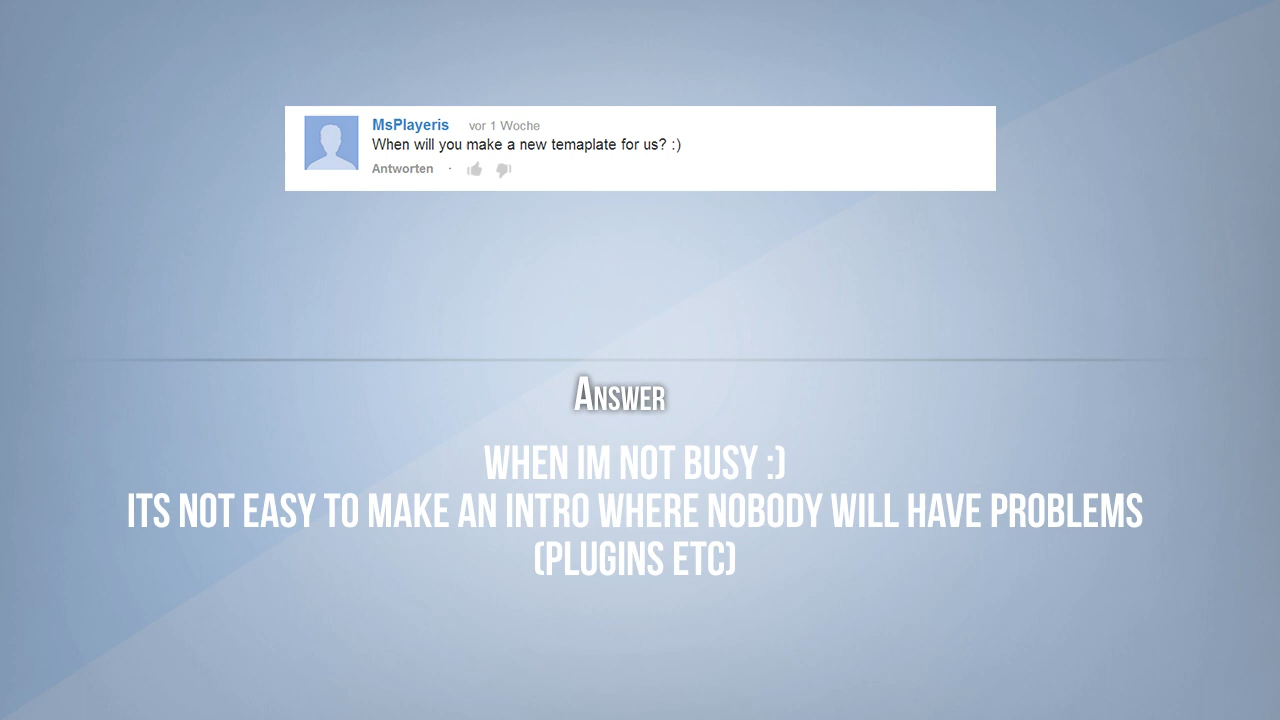 MsPlayeris vor 1 Woche
When will you make a new temaplate for us? :)
Antworten ·
Answer
WHEN IM NOT BUSY :)
ITS NOT EASY TO MAKE AN INTRO WHERE NOBODY WILL HAVE PROBLEMS
(PLUGINS ETC)